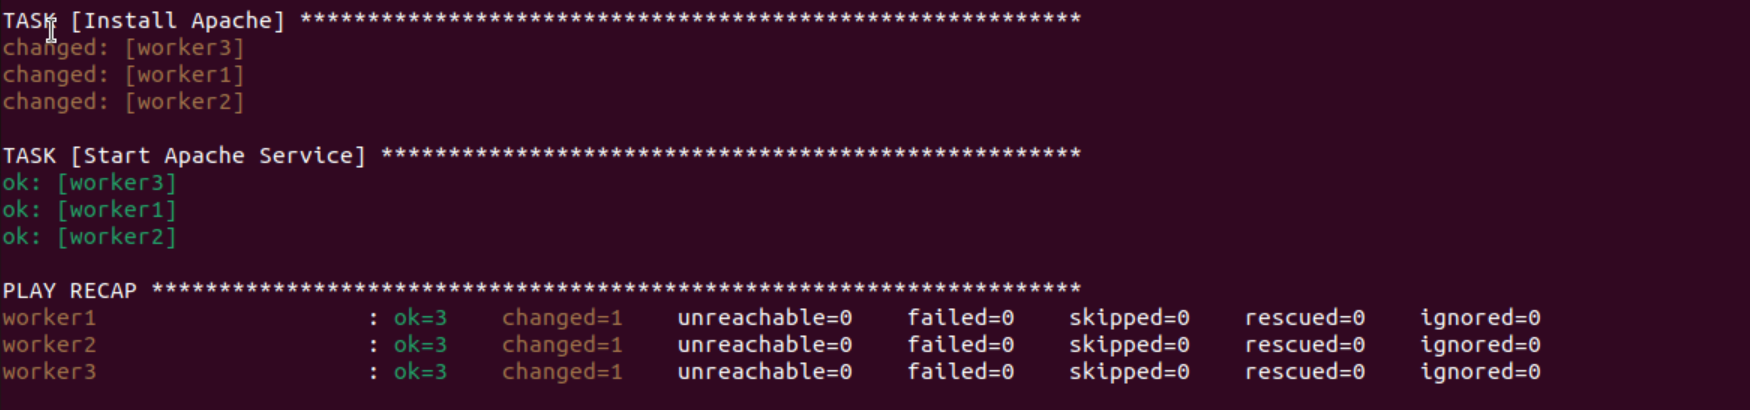 TASK [Install Apache] **********************************************************
changed: [worker3]
changed: [worker1]
changed: [worker2]

TASK [Start Apache Service] ****************************************************
ok: [worker3]
ok: [worker1]
ok: [worker2]

PLAY RECAP *********************************************************************
worker1                    : ok=3    changed=1    unreachable=0    failed=0    skipped=0    rescued=0    ignored=0
worker2                    : ok=3    changed=1    unreachable=0    failed=0    skipped=0    rescued=0    ignored=0
worker3                    : ok=3    changed=1    unreachable=0    failed=0    skipped=0    rescued=0    ignored=0